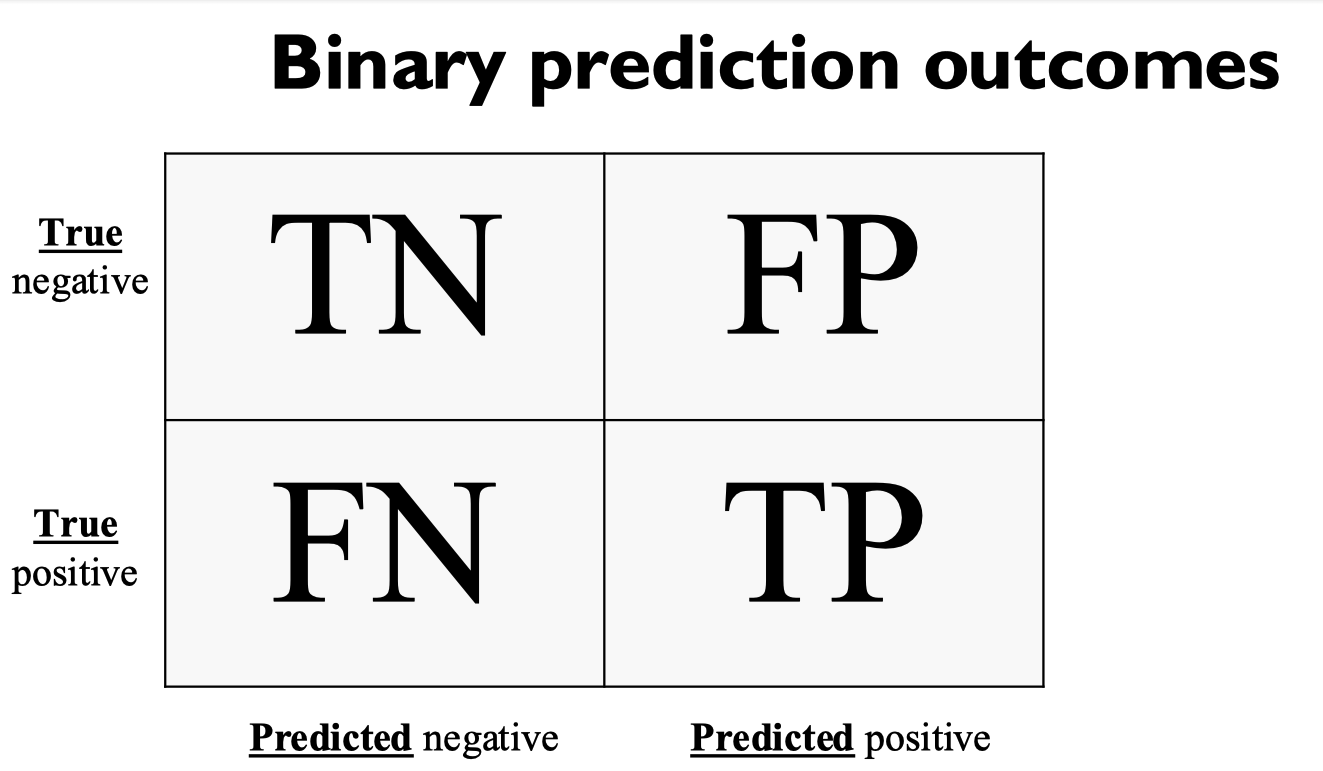 Binary prediction outcomes
True
negative
TN
FP
True
positive
FN
TP
Predicted negative
Predicted positive